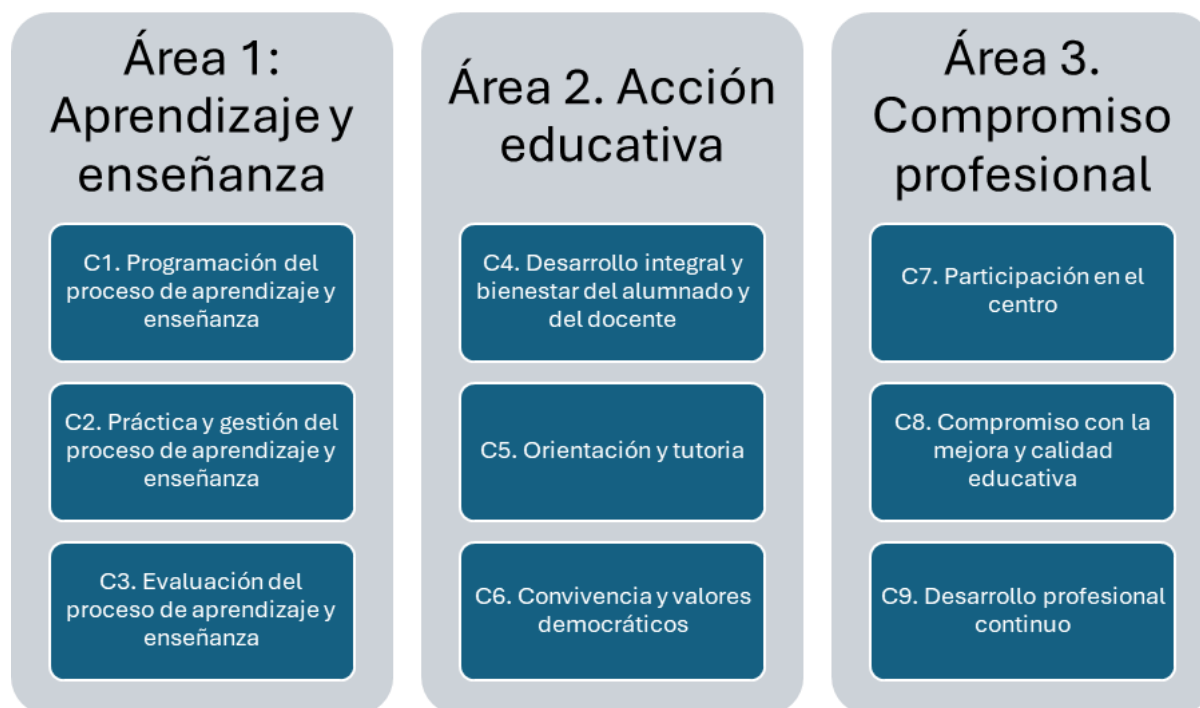 Área 1:
Aprendizaje y
enseñanza
C1. Programación del
proceso de aprendizaje y
enseñanza
C2. Práctica y gestión del
proceso de aprendizaje y
enseñanza
C3. Evaluación del
proceso de aprendizaje y
enseñanza
Área 2. Acción
educativa
C4. Desarrollo integral y
bienestar del alumnado y
del docente
C5. Orientación y tutoria
C6. Convivencia y valores
democráticos
Área 3.
Compromiso
profesional
C7. Participación en el
centro
C8. Compromiso con la
mejora y calidad
educativa
C9. Desarrollo profesional
continuo